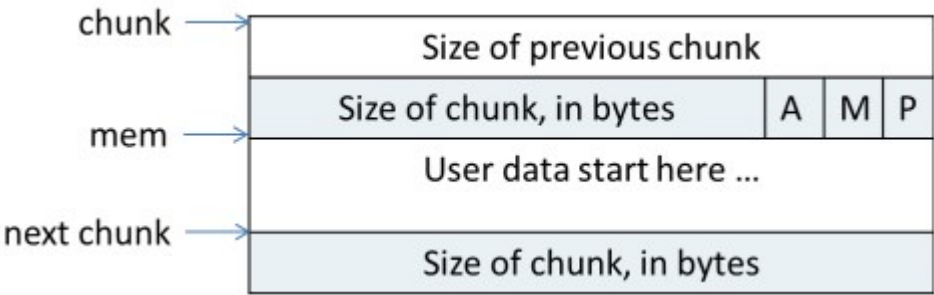 chunk
Size of previous chunk
Size of chunk, in bytes A M P
mem
User data start here ...
next chunk
Size of chunk, in bytes